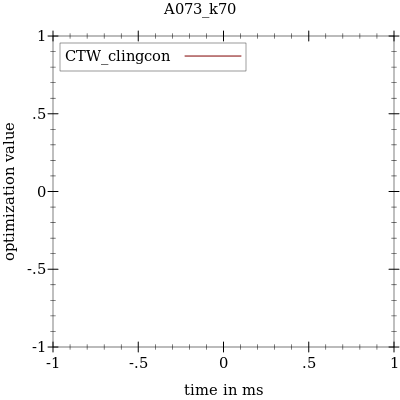 A073_k70
CTW_clingcon
optimization value
1
.5
0
-.5
-1
-1 -.5 0 .5 1
time in ms